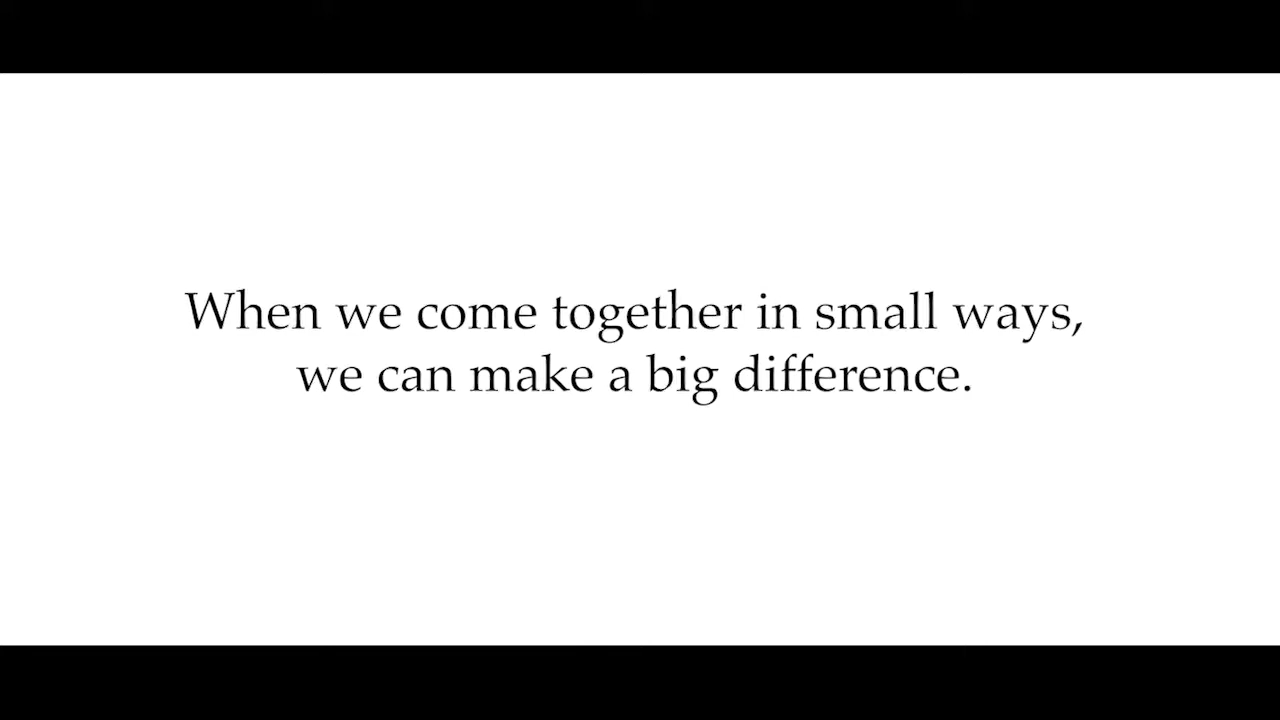 When we come together in small ways,
we can make a big difference.